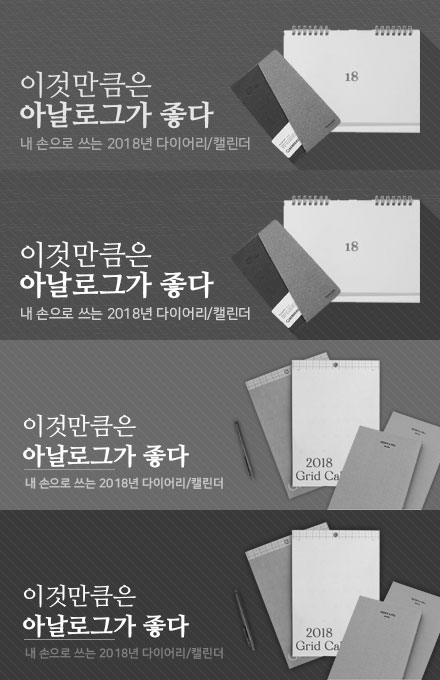 이것만큼은
아날로그가 좋다
내 손으로 쓰는 2018년 다이어리/캘린더
18
이것만큼은
아날로그가 좋다
내 손으로 쓰는 2018년 다이어리/캘린더
18
이것만큼은
아날로그가 좋다
내 손으로 쓰는 2018년 다이어리/캘린더
2018
Grid Cal
이것만큼은
아날로그가 좋다
내 손으로 쓰는 2018년 다이어리/캘린더
2018
Grid Cal